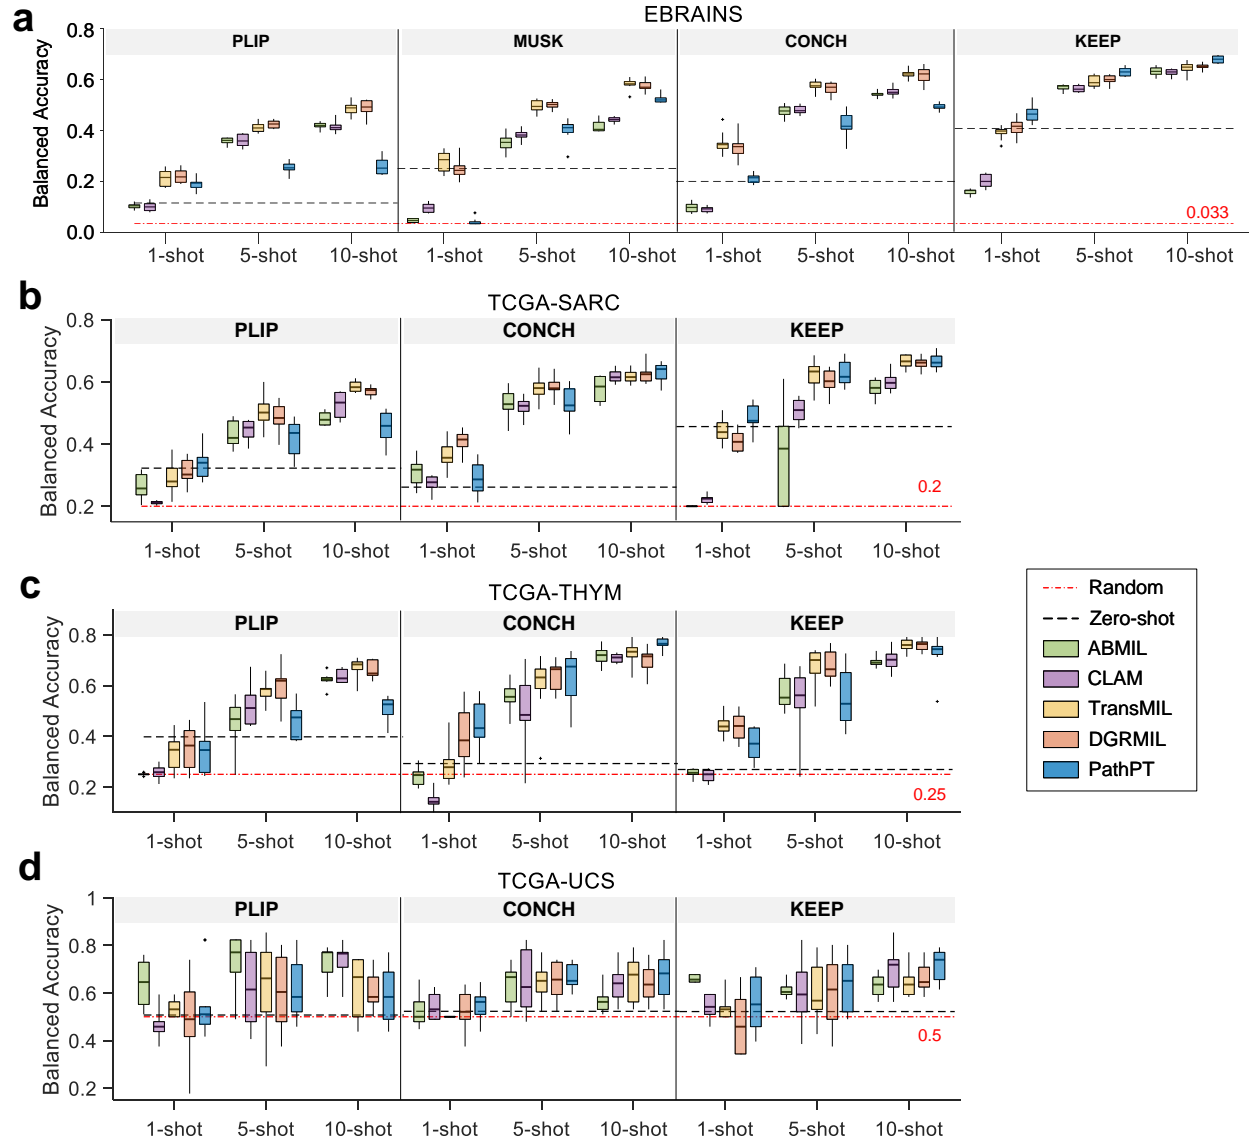 a
EBRAINS
PLIP
MUSK
CONCH
KEEP
Balanced Accuracy
0.8
0.6
0.4
0.2
0.0
0.033
1-shot 5-shot 10-shot 1-shot 5-shot 10-shot 1-shot 5-shot 10-shot 1-shot 5-shot 10-shot
b
TCGA-SARC
PLIP
CONCH
KEEP
Balanced Accuracy
0.8
0.6
0.4
0.2
0.2
1-shot 5-shot 10-shot 1-shot 5-shot 10-shot 1-shot 5-shot 10-shot
c
TCGA-THYM
PLIP
CONCH
KEEP
Balanced Accuracy
0.8
0.6
0.4
0.2
0.25
1-shot 5-shot 10-shot 1-shot 5-shot 10-shot 1-shot 5-shot 10-shot
Random
Zero-shot
ABMIL
CLAM
TransMIL
DGRMIL
PathPT
d
TCGA-UCS
PLIP
CONCH
KEEP
Balanced Accuracy
1
0.8
0.6
0.4
0.2
0.5
1-shot 5-shot 10-shot 1-shot 5-shot 10-shot 1-shot 5-shot 10-shot